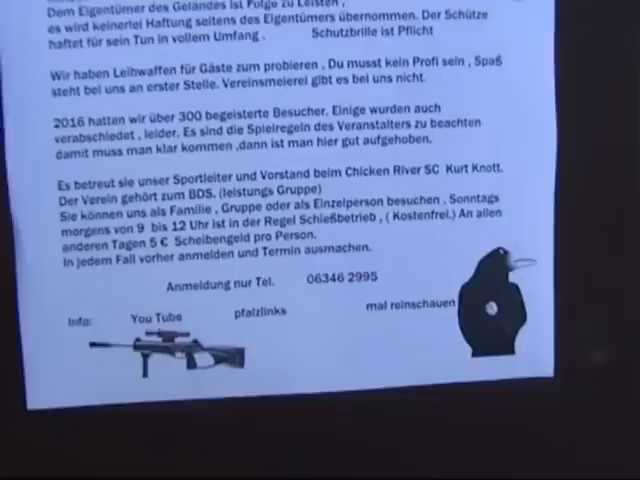 Dem Eigentümer des Geländes ist Folge zu Leisten ,
es wird keinerlei Haftung seitens des Eigentümers übernommen. Der Schütze
haftet für sein Tun in vollem Umfang . Schutzbrille ist Pflicht
Wir haben Leihwaffen für Gäste zum probieren , Du musst kein Profi sein , Spaß
steht bei uns an erster Stelle. Vereinsmeierei gibt es bei uns nicht.
2016 hatten wir über 300 begeisterte Besucher. Einige wurden auch
verabschiedet , leider. Es sind die Spielregeln des Veranstalters zu beachten
damit muss man klar kommen ,dann ist man hier gut aufgehoben.
Es betreut sie unser Sportleiter und Vorstand beim Chicken River SC Kurt Knott.
Der Verein gehört zum BDS. (leistungs Gruppe)
Sie können uns als Familie , Gruppe oder als Einzelperson besuchen , Sonntags
morgens von 9 bis 12 Uhr ist in der Regel Schießbetrieb , ( Kostenfrei.) An allen
anderen Tagen 5 € Scheibengeld pro Person.
In jedem Fall vorher anmelden und Termin ausmachen.
Anmeldung nur Tel. 06346 2995
Info: You Tube pfalzlinks mal reinschauen